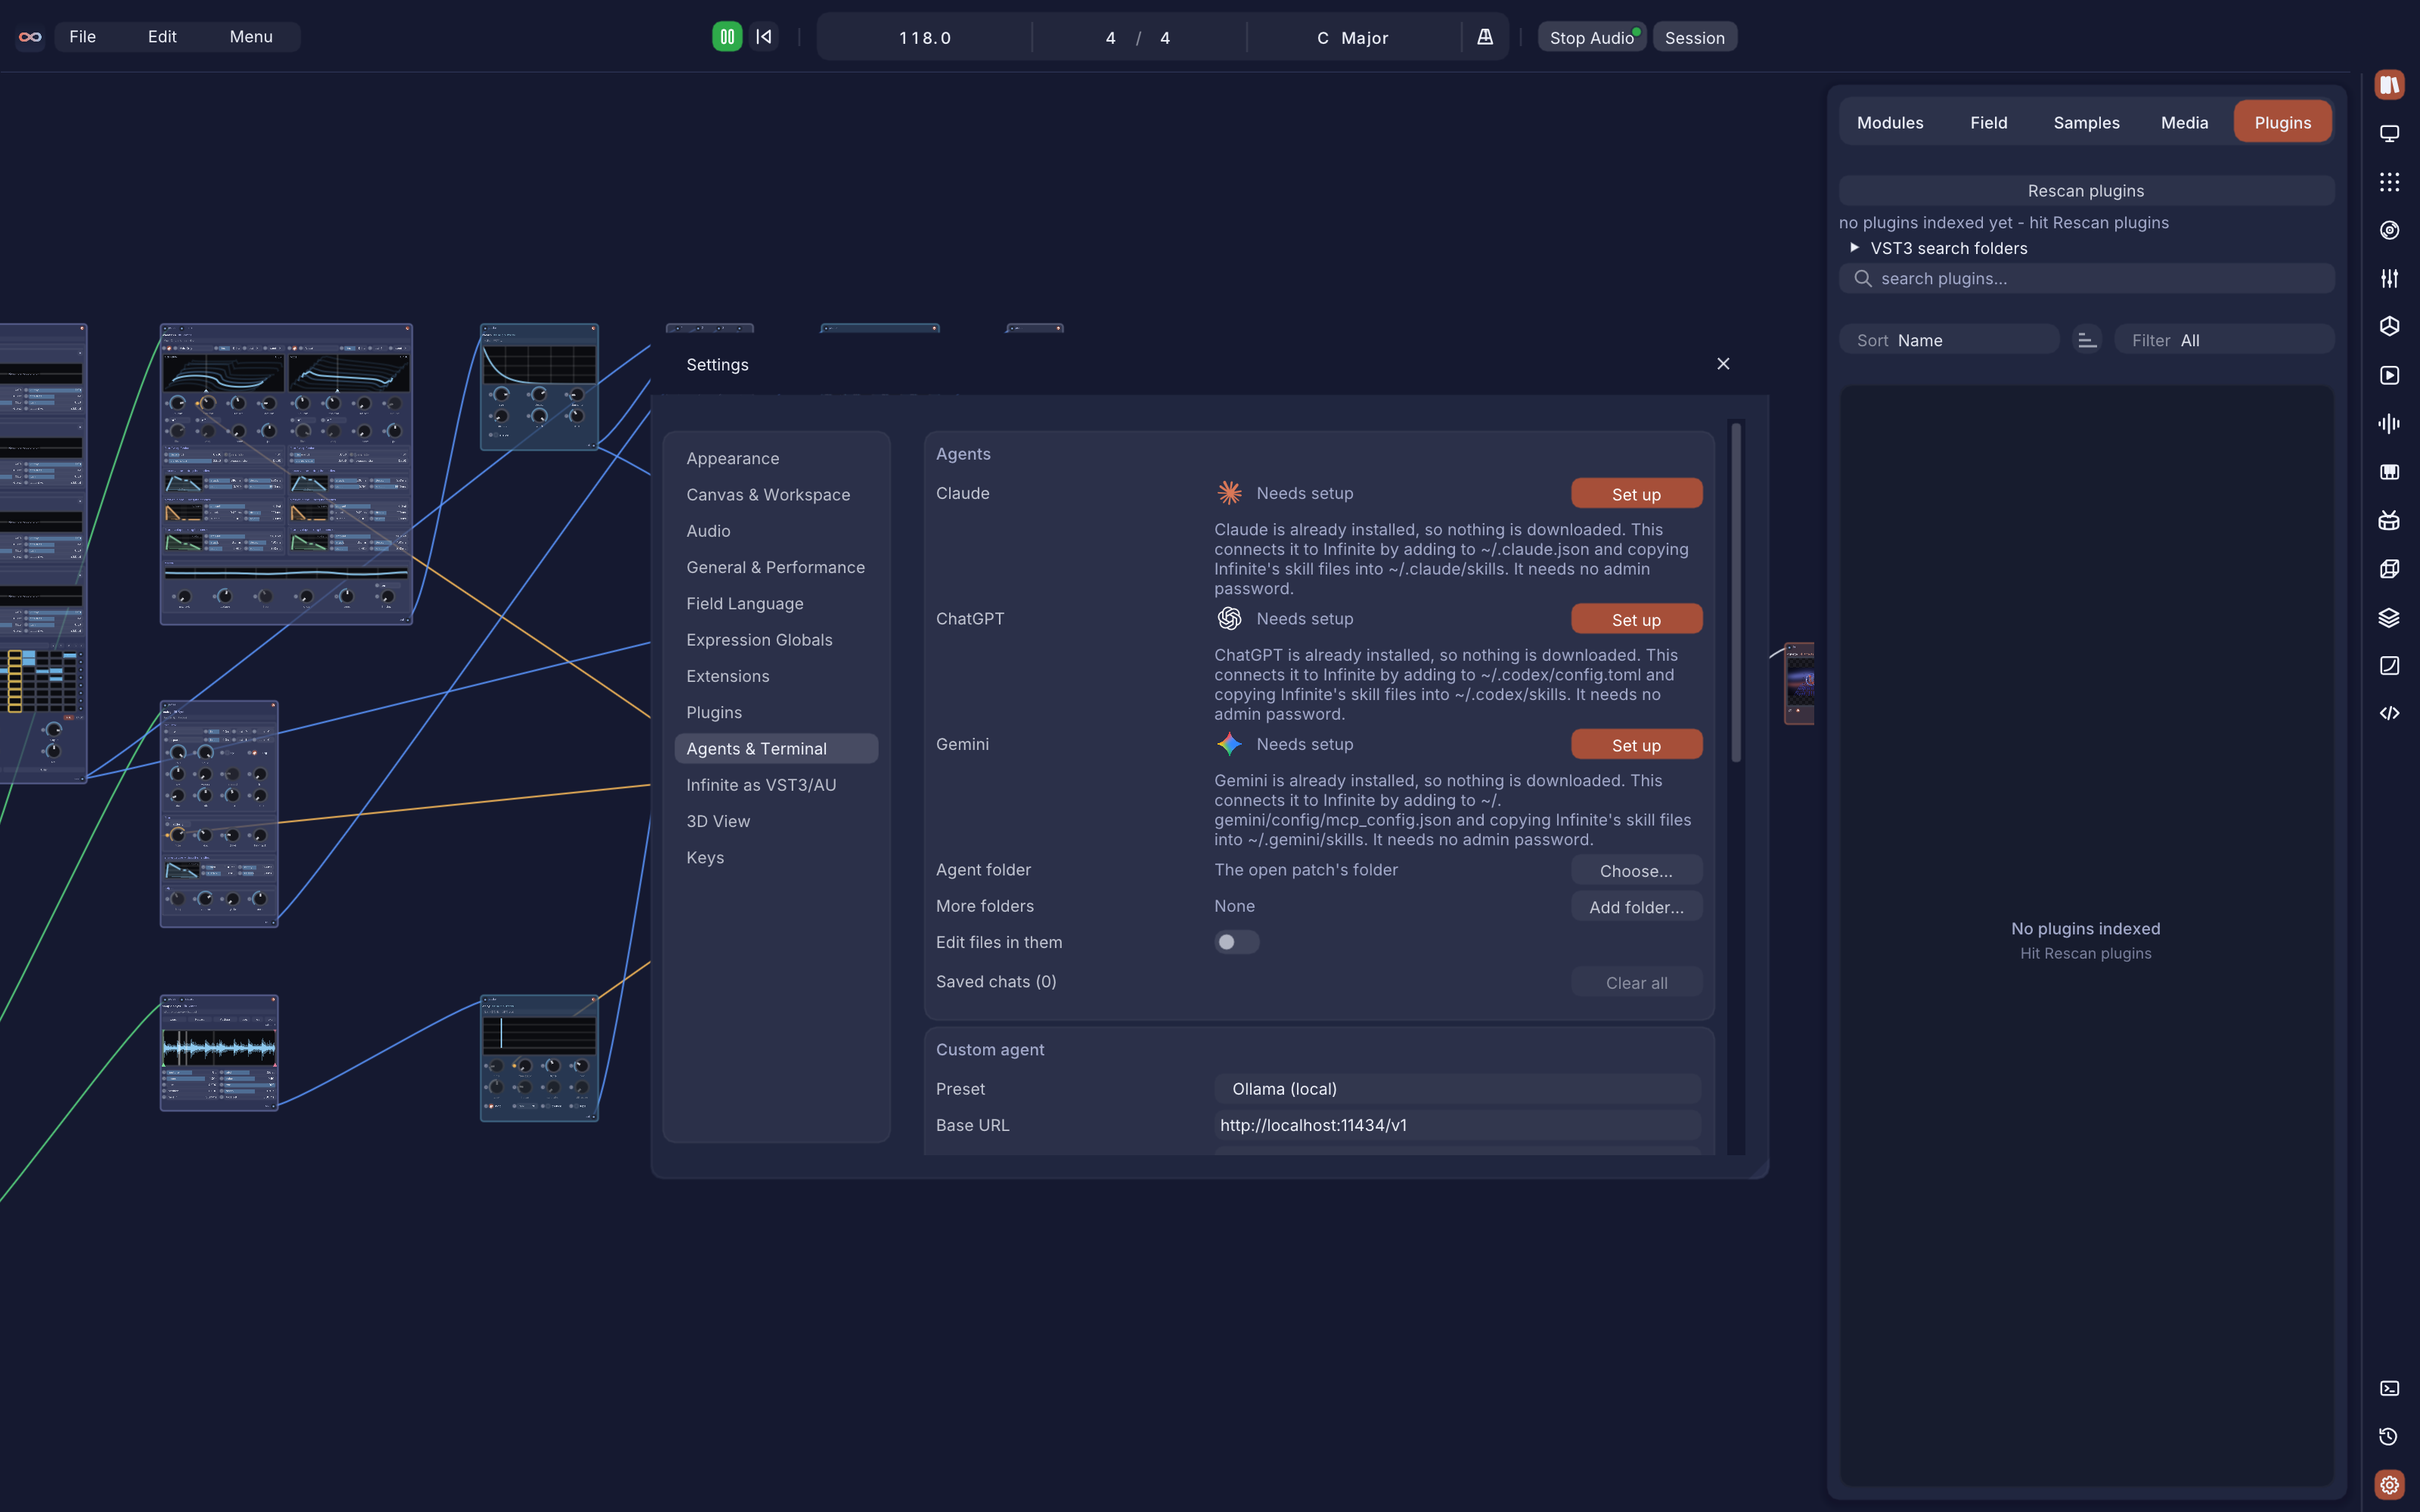 File Edit Menu
118.0 4 / 4 C Major Stop Audio Session
Modules Field Samples Media Plugins
Rescan plugins
no plugins indexed yet - hit Rescan plugins
VST3 search folders
search plugins...
Sort Name Filter All
No plugins indexed
Hit Rescan plugins
Settings
Appearance
Canvas & Workspace
Audio
General & Performance
Field Language
Expression Globals
Extensions
Plugins
Agents & Terminal
Infinite as VST3/AU
3D View
Keys
Agents
Claude Needs setup Set up
Claude is already installed, so nothing is downloaded. This
connects it to Infinite by adding to ~/.claude.json and copying
Infinite's skill files into ~/.claude/skills. It needs no admin
password.
ChatGPT Needs setup Set up
ChatGPT is already installed, so nothing is downloaded. This
connects it to Infinite by adding to ~/.codex/config.toml and
copying Infinite's skill files into ~/.codex/skills. It needs no
admin password.
Gemini Needs setup Set up
Gemini is already installed, so nothing is downloaded. This
connects it to Infinite by adding to ~/.
gemini/config/mcp_config.json and copying Infinite's skill files
into ~/.gemini/skills. It needs no admin password.
Agent folder The open patch's folder Choose...
More folders None Add folder...
Edit files in them
Saved chats (0) Clear all
Custom agent
Preset Ollama (local)
Base URL http://localhost:11434/v1